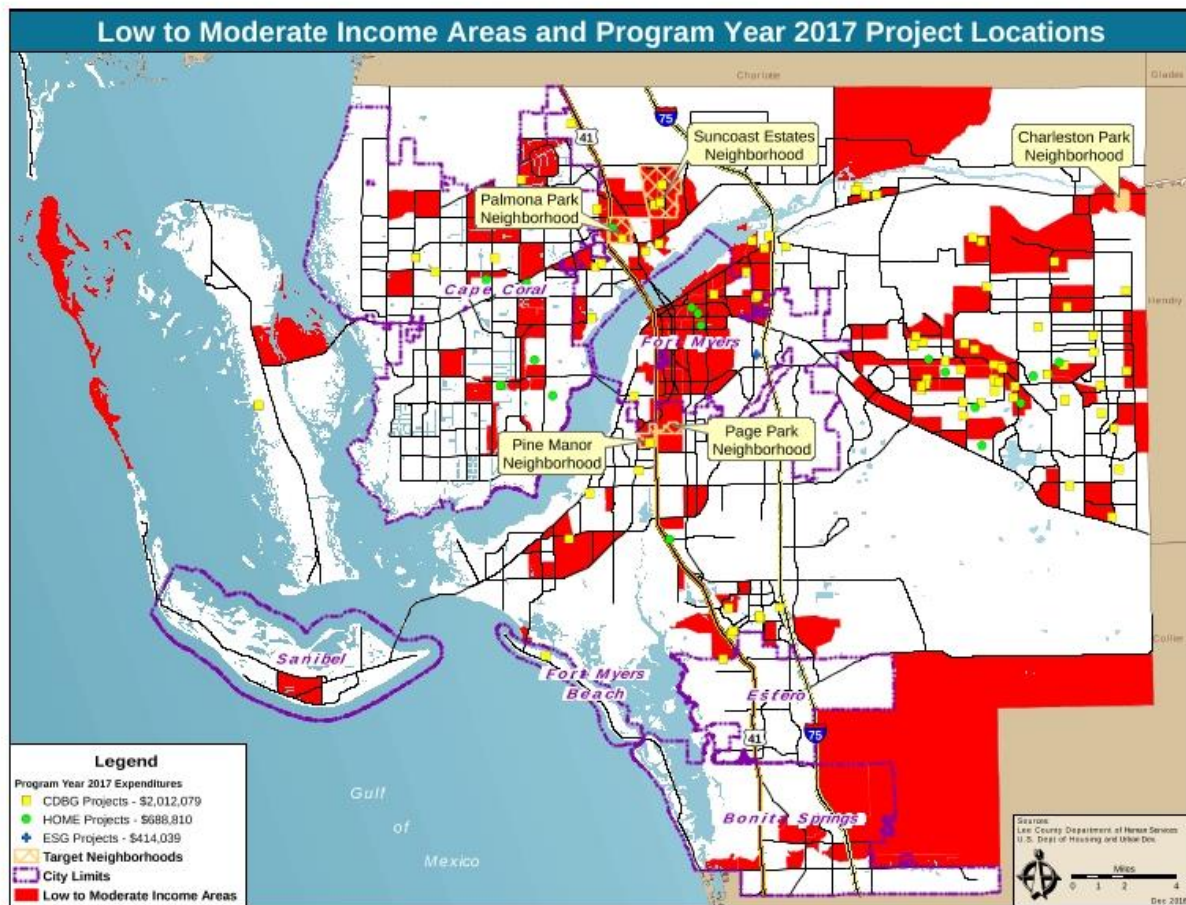 Low to Moderate Income Areas and Program Year 2017 Project Locations
Charlotte
Glades
41
75
Suncoast Estates
Neighborhood
Charleston Park
Neighborhood
Palmona Park
Neighborhood
Cape Coral
Hendry
Fort Myers
Pine Manor
Neighborhood
Page Park
Neighborhood
Collier
Sanibel
Fort Myers
Beach
Estero
41
75
Bonita Springs
Gulf
of
Mexico
Legend
Program Year 2017 Expenditures
CDBG Projects - $2,012,079
HOME Projects - $688,810
ESG Projects - $414,039
Target Neighborhoods
City Limits
Low to Moderate Income Areas
Sources
Lee County Department of Human Services
U.S. Dept of Housing and Urban Dev.
Miles
0 1 2 4